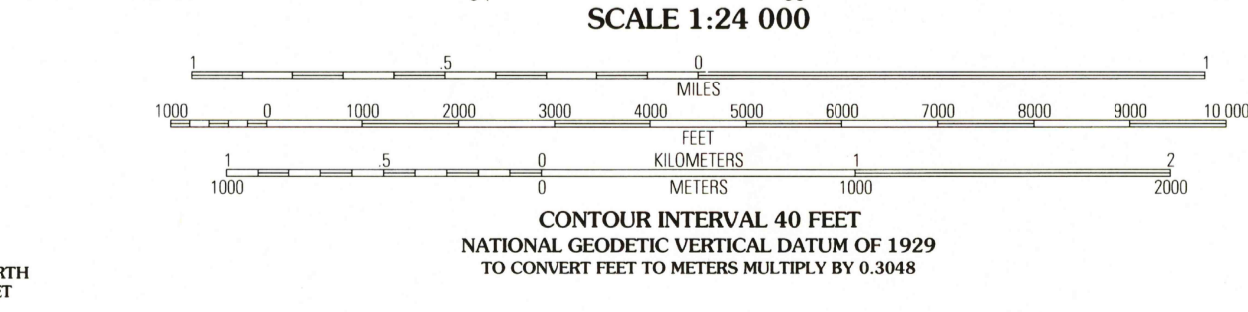 SCALE 1:24 000
1 .5 0 1
MILES
1000 0 1000 2000 3000 4000 5000 6000 7000 8000 9000 10 000
FEET
1 .5 0 KILOMETERS 1 2
1000 0 METERS 1000 2000
CONTOUR INTERVAL 40 FEET
NATIONAL GEODETIC VERTICAL DATUM OF 1929
TO CONVERT FEET TO METERS MULTIPLY BY 0.3048
RTH
ET